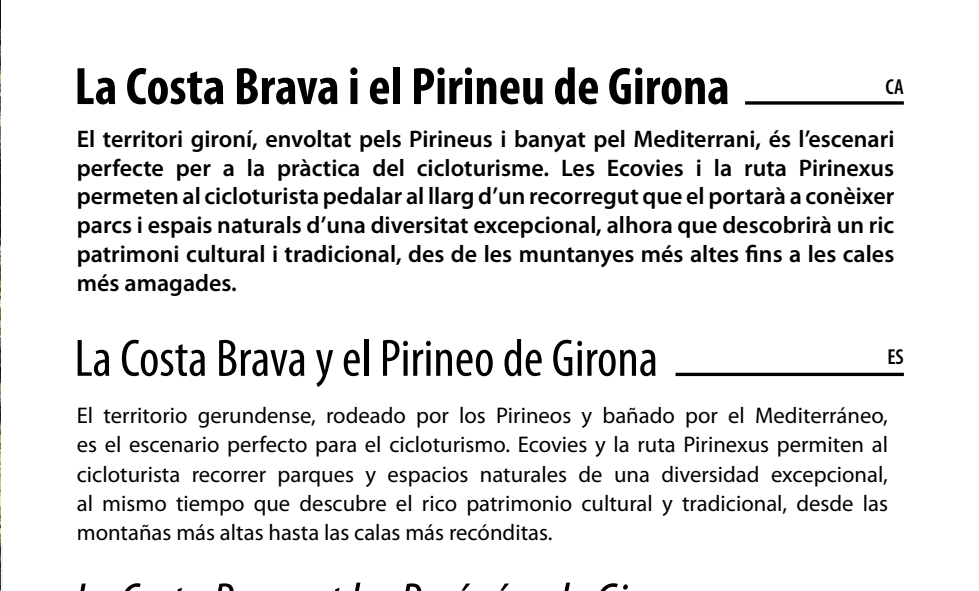 La Costa Brava i el Pirineu de Girona CA
El territori gironí, envoltat pels Pirineus i banyat pel Mediterrani, és l’escenari
perfecte per a la pràctica del cicloturisme. Les Ecovies i la ruta Pirinexus
permeten al cicloturista pedalar al llarg d’un recorregut que el portarà a conèixer
parcs i espais naturals d’una diversitat excepcional, alhora que descobrirà un ric
patrimoni cultural i tradicional, des de les muntanyes més altes fins a les cales
més amagades.
La Costa Brava y el Pirineo de Girona ES
El territorio gerundense, rodeado por los Pirineos y bañado por el Mediterráneo,
es el escenario perfecto para el cicloturismo. Ecovies y la ruta Pirinexus permiten al
cicloturista recorrer parques y espacios naturales de una diversidad excepcional,
al mismo tiempo que descubre el rico patrimonio cultural y tradicional, desde las
montañas más altas hasta las calas más recónditas.